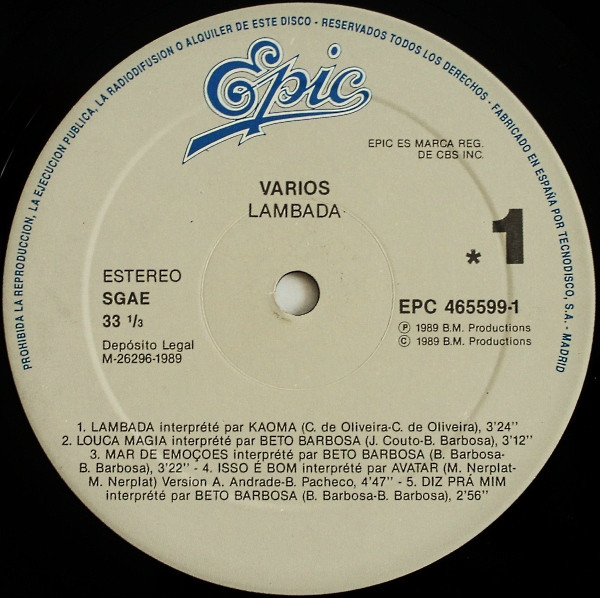 PROHIBIDA LA REPRODUCCION, LA EJECUCION PUBLICA, LA RADIODIFUSION O ALQUILER DE ESTE DISCO - RESERVADOS TODOS LOS DERECHOS - FABRICADO EN ESPAÑA POR TECNODISCO, S.A. - MADRID
Epic
EPIC ES MARCA REG.
DE CBS INC.
VARIOS
LAMBADA
* 1
ESTEREO
SGAE
33 1/3
Depósito Legal
M-26296-1989
EPC 465599-1
Ⓟ 1989 B.M. Productions
Ⓒ 1989 B.M. Productions
1. LAMBADA interprété par KAOMA (C. de Oliveira-C. de Oliveira), 3'24''
2. LOUCA MAGIA interprété par BETO BARBOSA (J. Couto-B. Barbosa), 3'12''
3. MAR DE EMOÇOES interprété par BETO BARBOSA (B. Barbosa-
B. Barbosa), 3'22'' - 4. ISSO É BOM interprété par AVATAR (M. Nerplat-
M. Nerplat) Version A. Andrade-B. Pacheco, 4'47'' - 5. DIZ PRÁ MIM
interprété par BETO BARBOSA (B. Barbosa-B. Barbosa), 2'56''